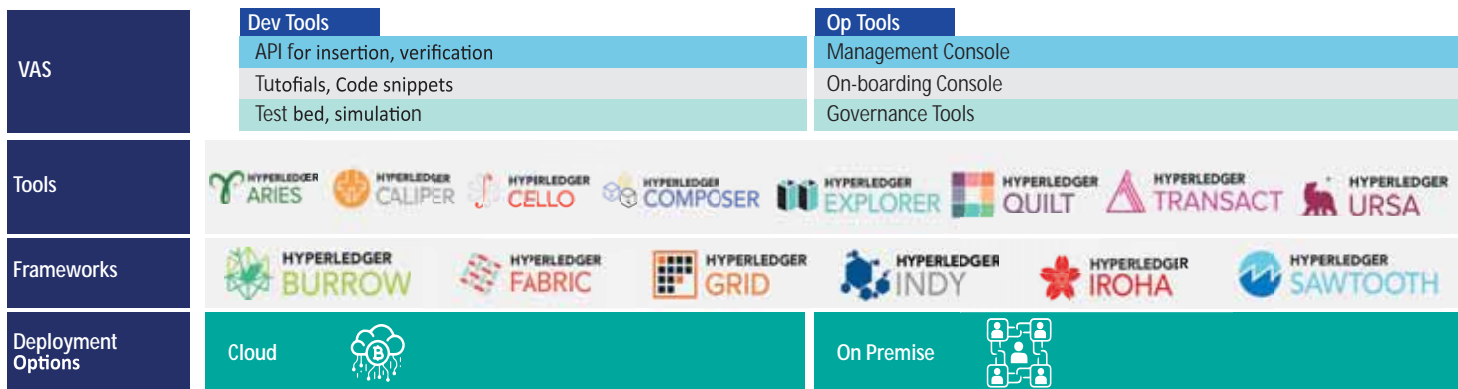 VAS
Dev Tools
API for insertion, verification
Tutofials, Code snippets
Test bed, simulation
Op Tools
Management Console
On-boarding Console
Governance Tools
Tools
HYPERLEDGER
ARIES
HYPERLEDGER
CALIPER
HYPIRLEDGER
CELLO
HYPERLEDGER
COMPOSER
HYPERLEDGER
EXPLORER
HYPERLEDGER
QUILT
HYPERLEDGER
TRANSACT
HYPERLEDGER
URSA
Frameworks
HYPERLEDGER
BURROW
HYPERLEDGER
FABRIC
HYPERLEDGER
GRID
HYPERLEDGER
INDY
HYPERLEDGIR
IROHA
HYPERLEDGER
SAWTOOTH
Deployment
Options
Cloud
On Premise